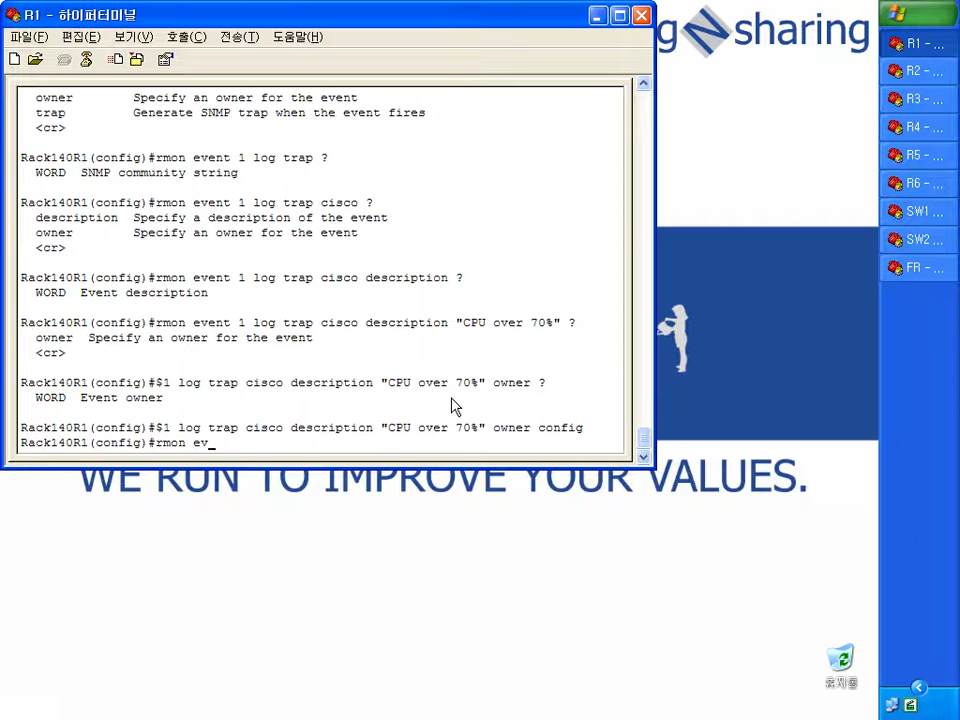 R1 - 하이퍼터미널
파일(F) 편집(E) 보기(V) 호출(C) 전송(T) 도움말(H)
owner Specify an owner for the event
trap Generate SNMP trap when the event fires
<cr>
Rack140R1(config)#rmon event 1 log trap ?
WORD SNMP community string
Rack140R1(config)#rmon event 1 log trap cisco ?
description Specify a description of the event
owner Specify an owner for the event
<cr>
Rack140R1(config)#rmon event 1 log trap cisco description ?
WORD Event description
Rack140R1(config)#rmon event 1 log trap cisco description "CPU over 70%" ?
owner Specify an owner for the event
<cr>
Rack140R1(config)#$1 log trap cisco description "CPU over 70%" owner ?
WORD Event owner
Rack140R1(config)#$1 log trap cisco description "CPU over 70%" owner config
Rack140R1(config)#rmon ev_
g N sharing
WE RUN TO IMPROVE YOUR VALUES.
휴지통
R1 - ...
R2 - ...
R3 - ...
R4 - ...
R5 - ...
R6 - ...
SW1 ...
SW2 ...
FR - ...